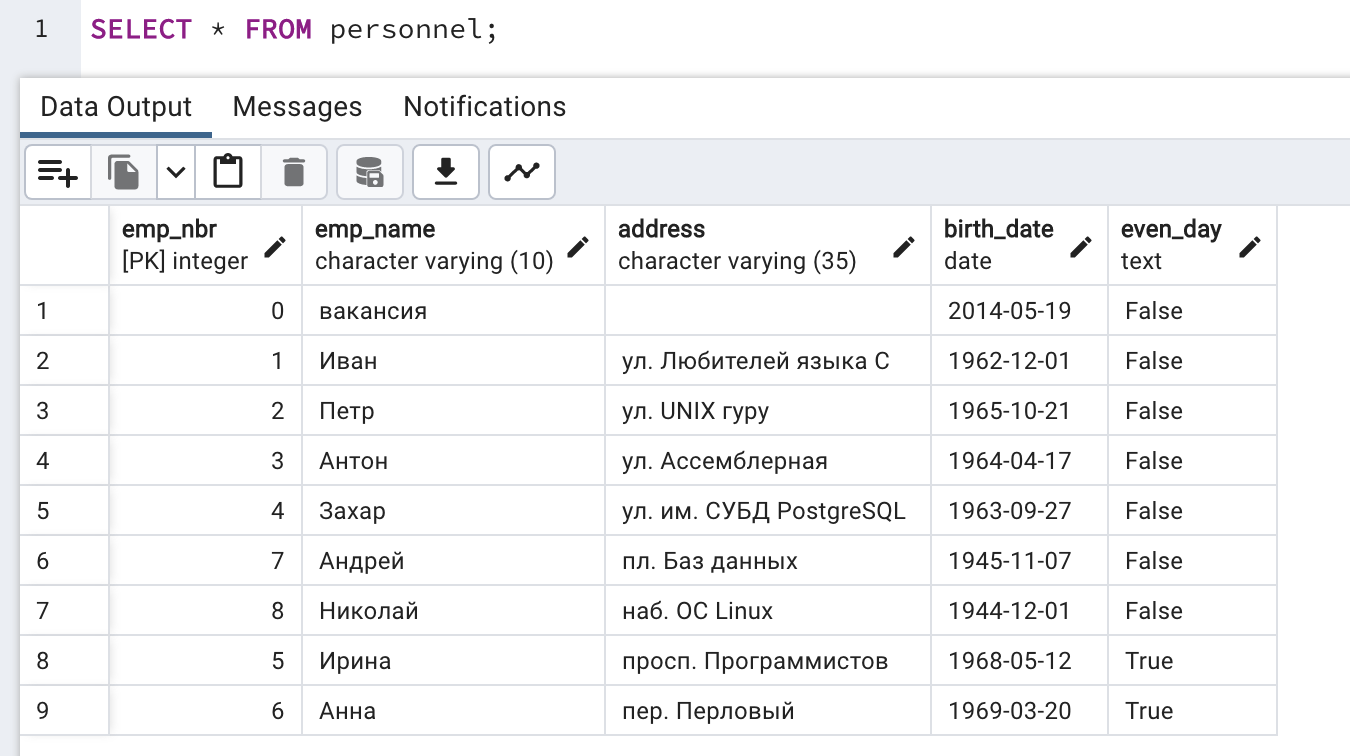 1 SELECT * FROM personnel;
Data Output Messages Notifications
emp_nbr emp_name address birth_date even_day
[PK] integer character varying (10) character varying (35) date text
1 0 вакансия 2014-05-19 False
2 1 Иван ул. Любителей языка C 1962-12-01 False
3 2 Петр ул. UNIX гуру 1965-10-21 False
4 3 Антон ул. Ассемблерная 1964-04-17 False
5 4 Захар ул. им. СУБД PostgreSQL 1963-09-27 False
6 7 Андрей пл. Баз данных 1945-11-07 False
7 8 Николай наб. ОС Linux 1944-12-01 False
8 5 Ирина просп. Программистов 1968-05-12 True
9 6 Анна пер. Перловый 1969-03-20 True